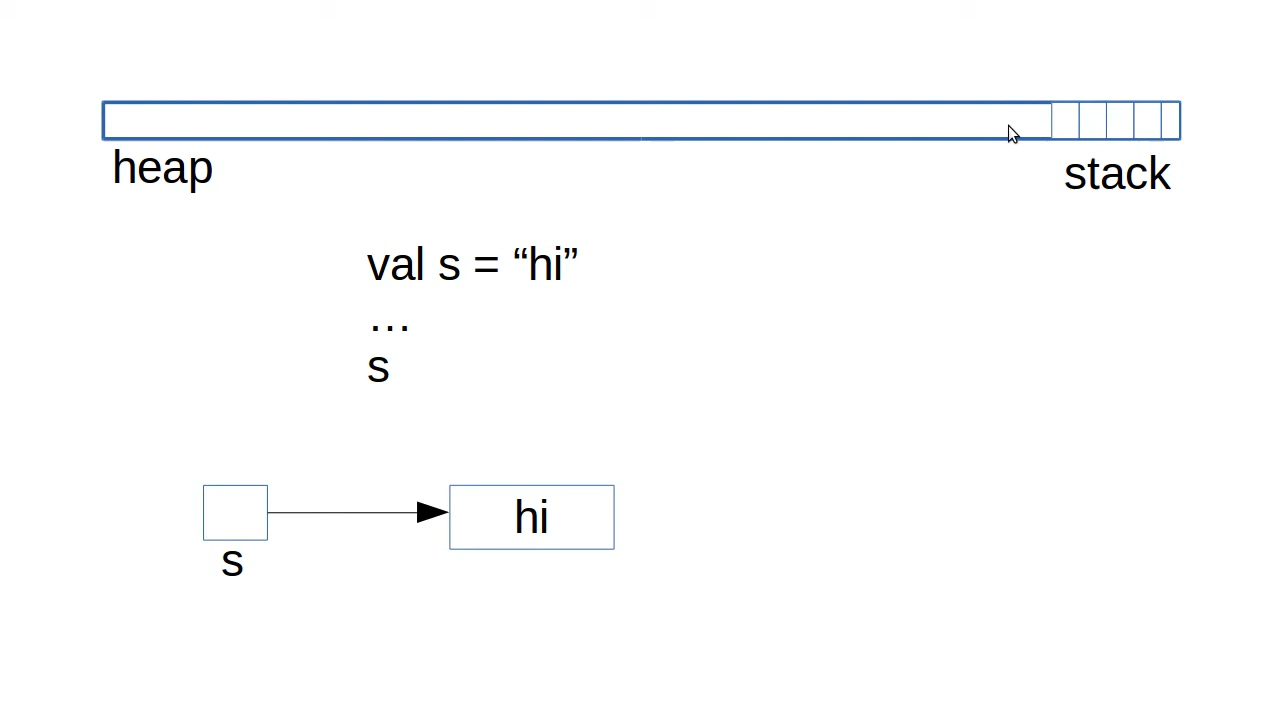 heap
stack
val s = “hi”
…
s
hi
s